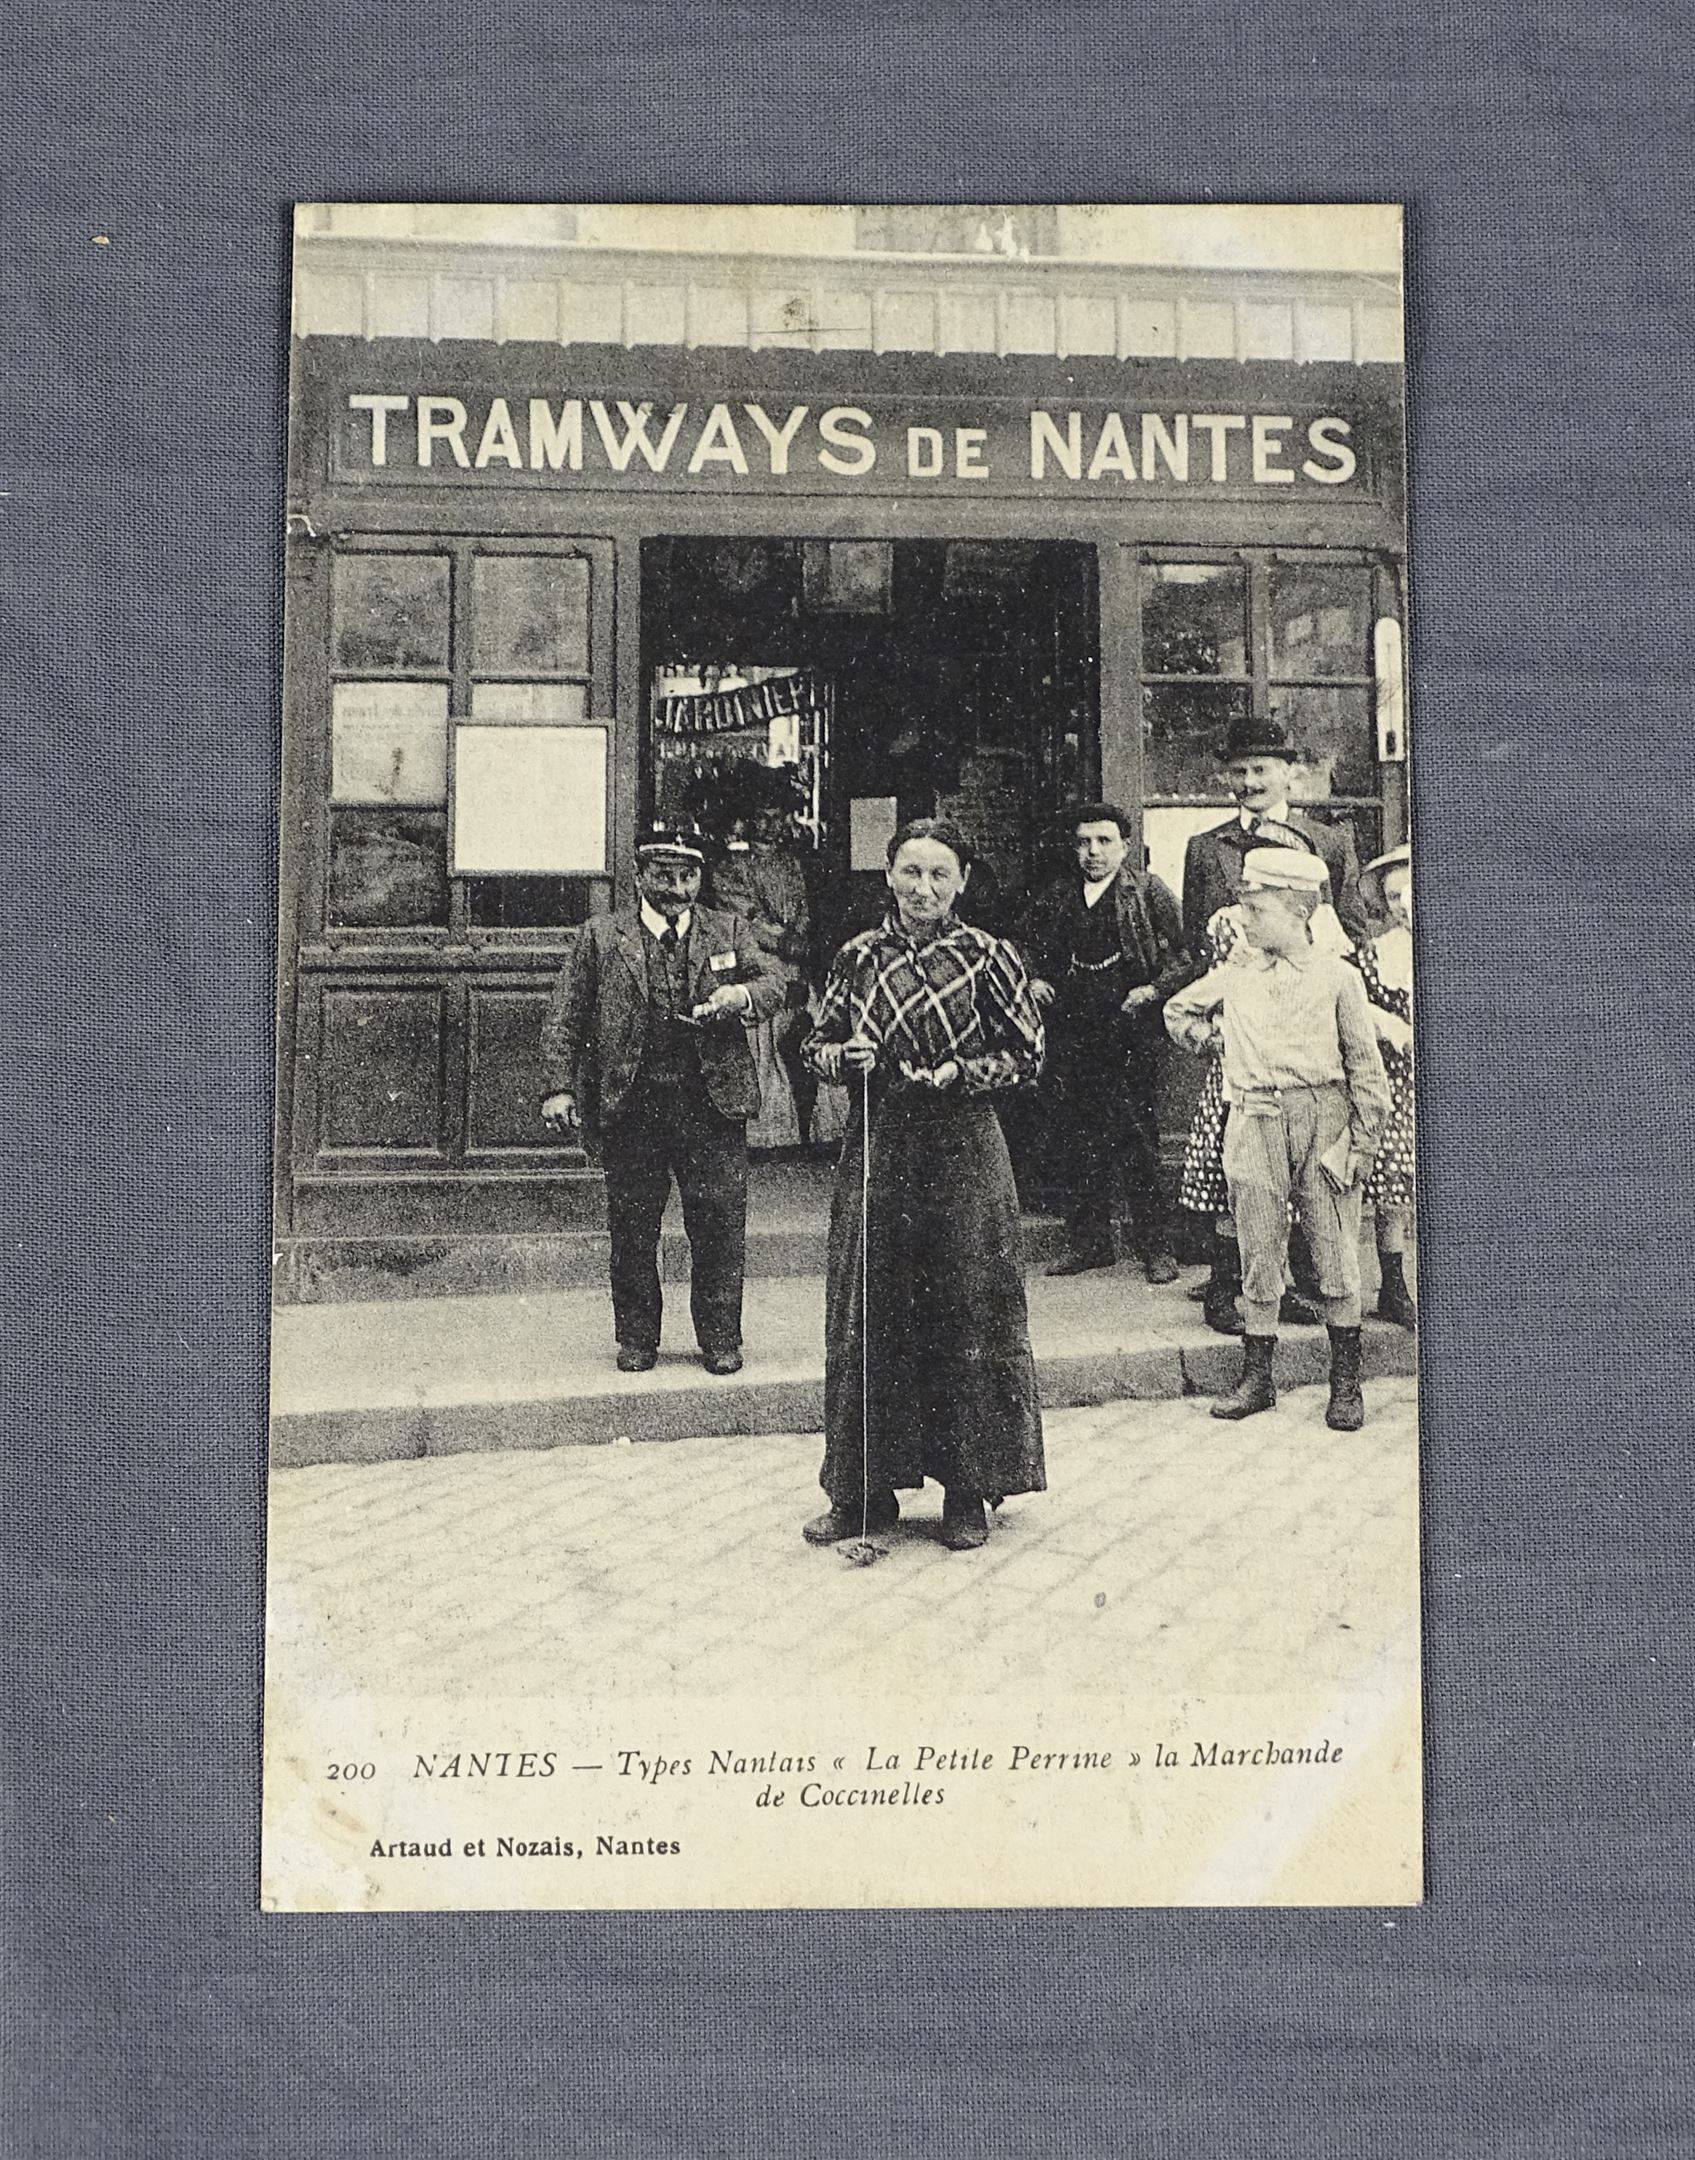 TRAMWAYS DE NANTES
JARDINIER
200 NANTES — Types Nantais « La Petite Perrine » la Marchande
de Coccinelles
Artaud et Nozais, Nantes